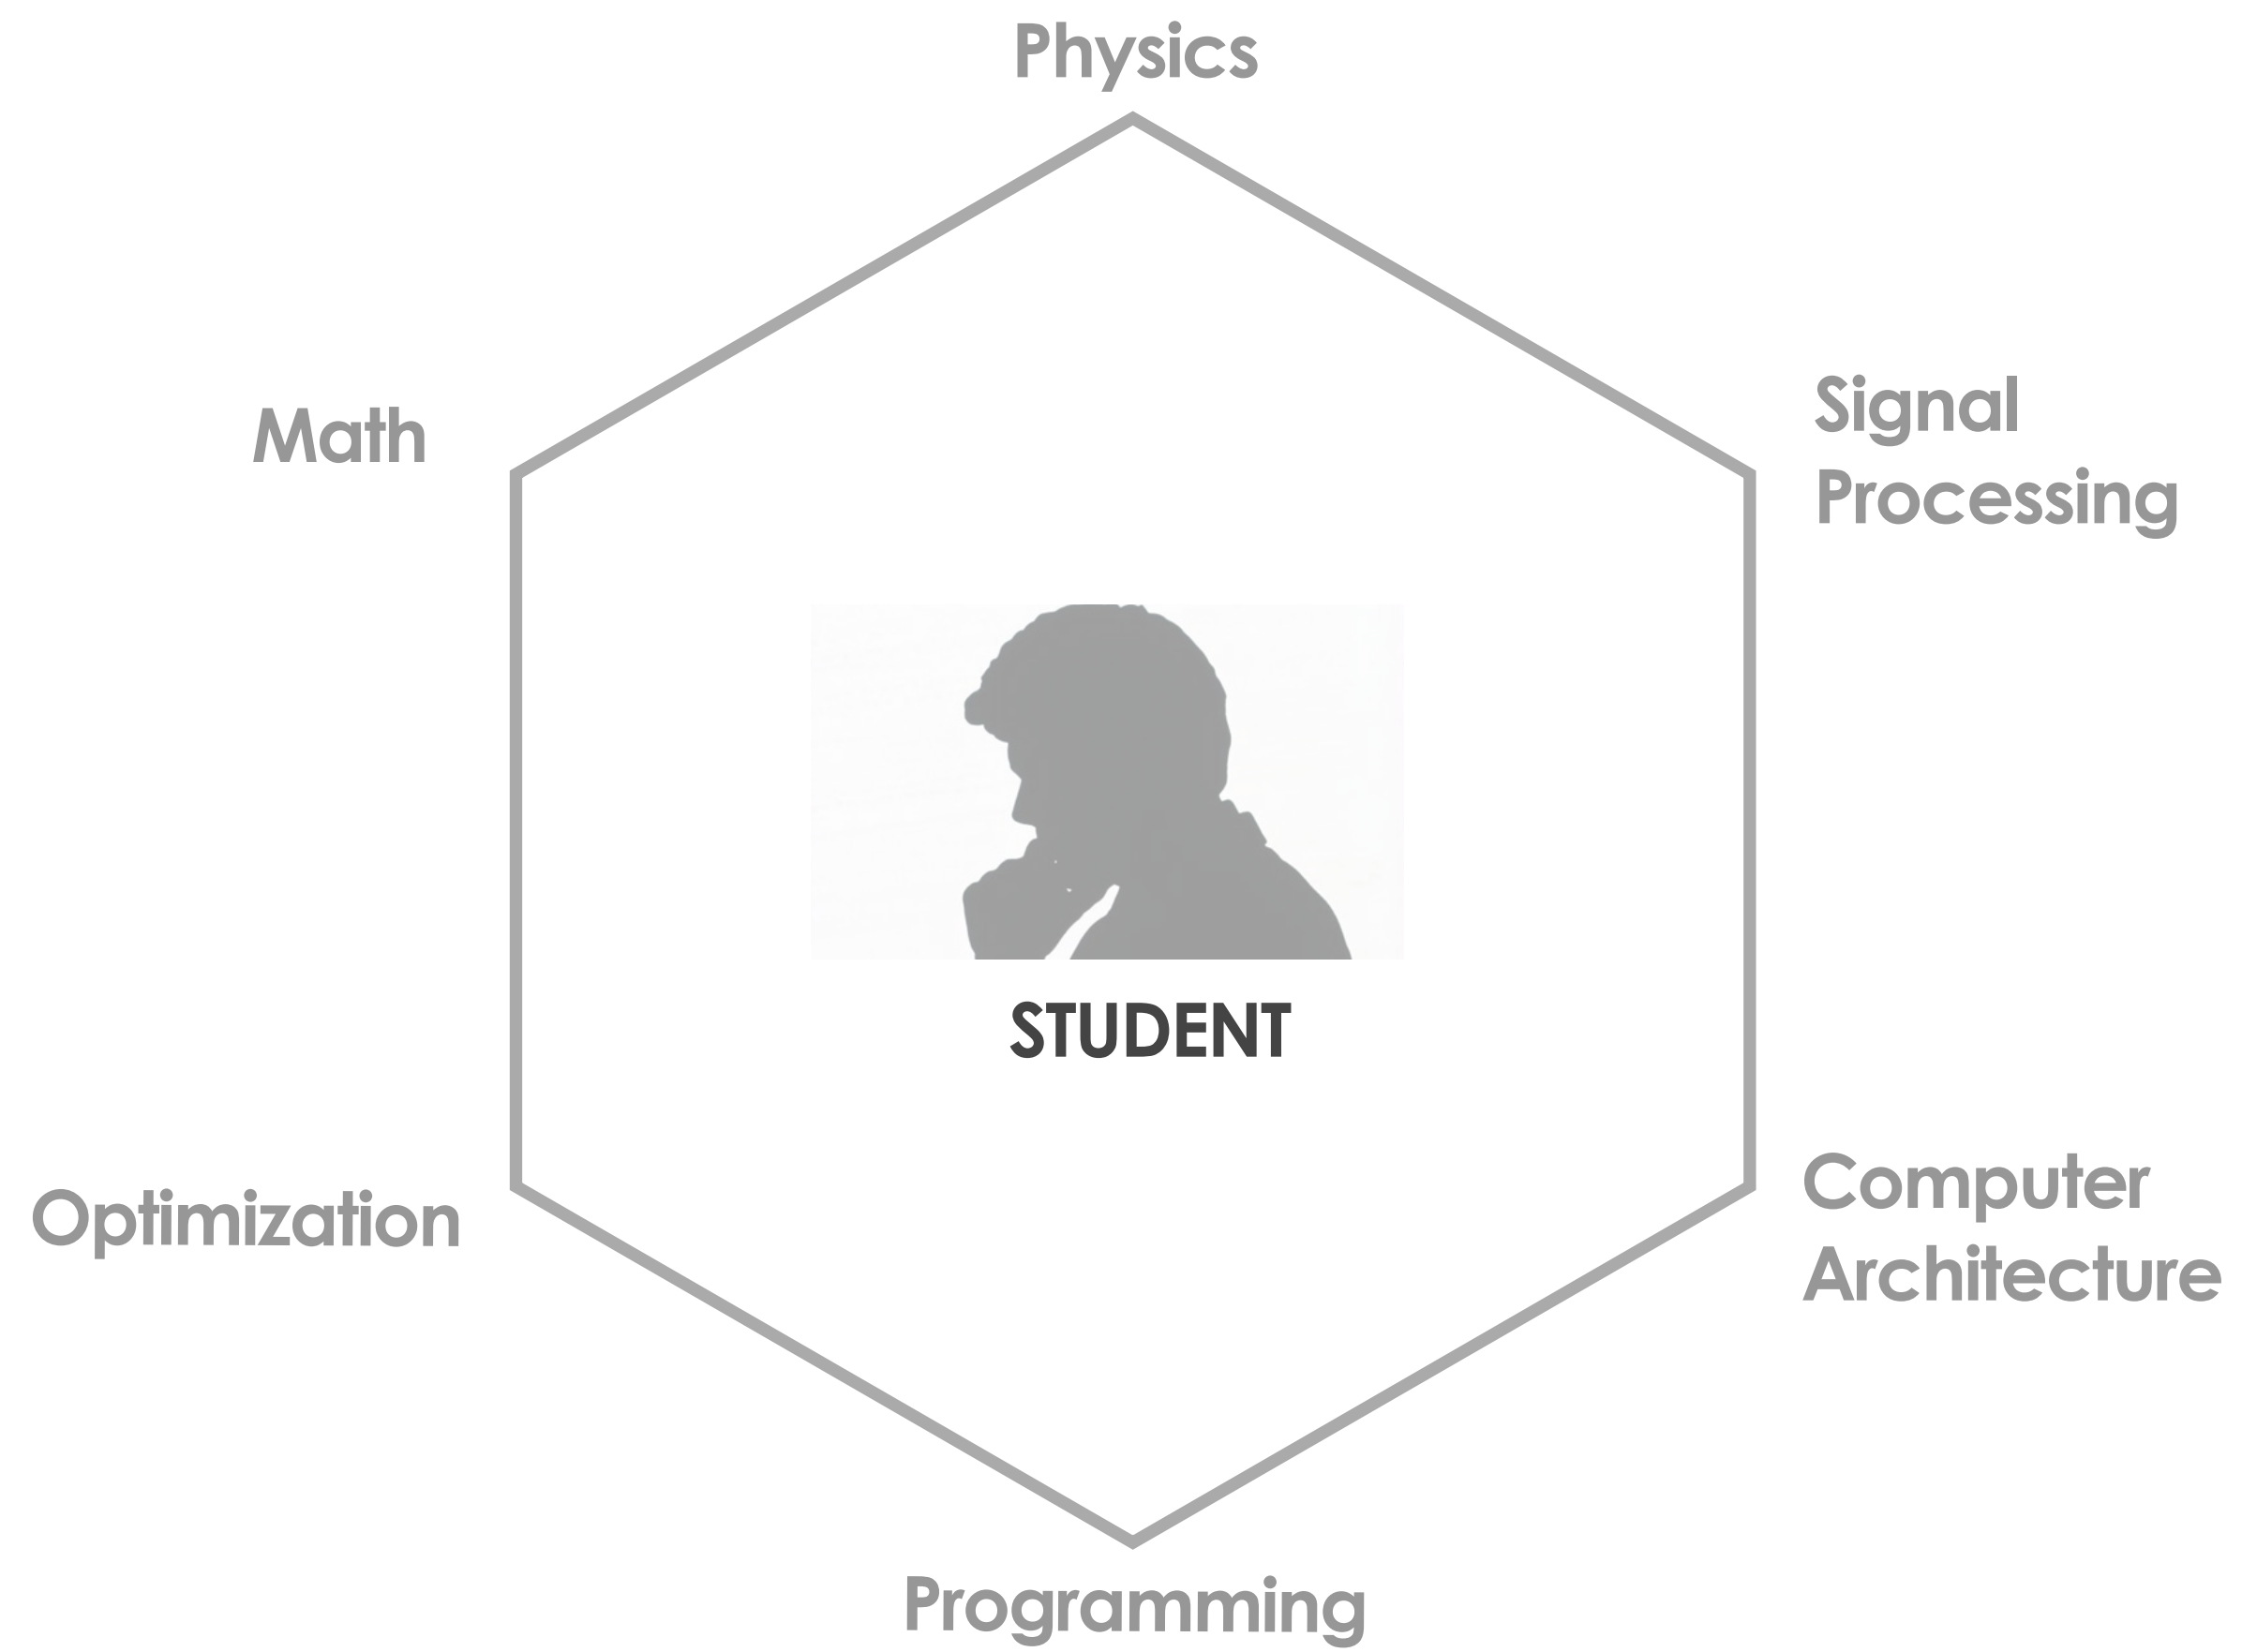 Physics
Math
Signal
Processing
STUDENT
Optimization
Computer
Architecture
Programming